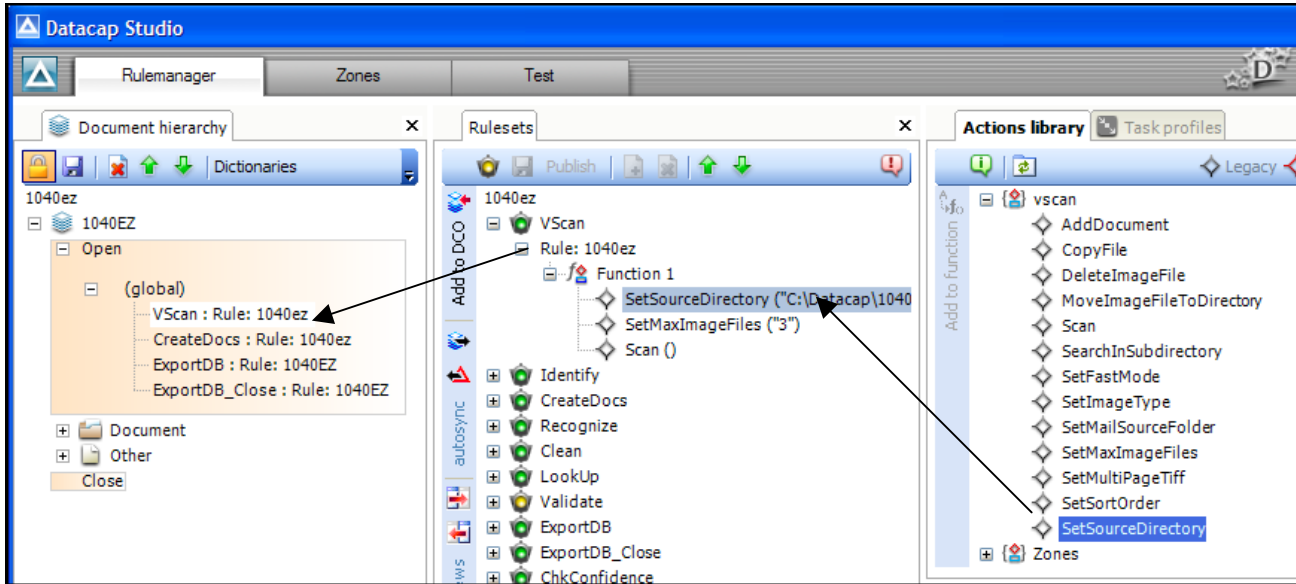 Datacap Studio
Rulemanager
Zones
Test
D
Document hierarchy
Dictionaries
1040ez
1040EZ
Open
(global)
VScan : Rule: 1040ez
CreateDocs : Rule: 1040ez
ExportDB : Rule: 1040EZ
ExportDB_Close : Rule: 1040EZ
Document
Other
Close
Rulesets
Publish
Add to DCO
autosync
1040ez
VScan
Rule: 1040ez
Function 1
SetSourceDirectory ("C:\Datacap\1040
SetMaxImageFiles ("3")
Scan ()
Identify
CreateDocs
Recognize
Clean
LookUp
Validate
ExportDB
ExportDB_Close
ChkConfidence
Actions library
Task profiles
Legacy
Add to function
vscan
AddDocument
CopyFile
DeleteImageFile
MoveImageFileToDirectory
Scan
SearchInSubdirectory
SetFastMode
SetImageType
SetMailSourceFolder
SetMaxImageFiles
SetMultiPageTiff
SetSortOrder
SetSourceDirectory
Zones